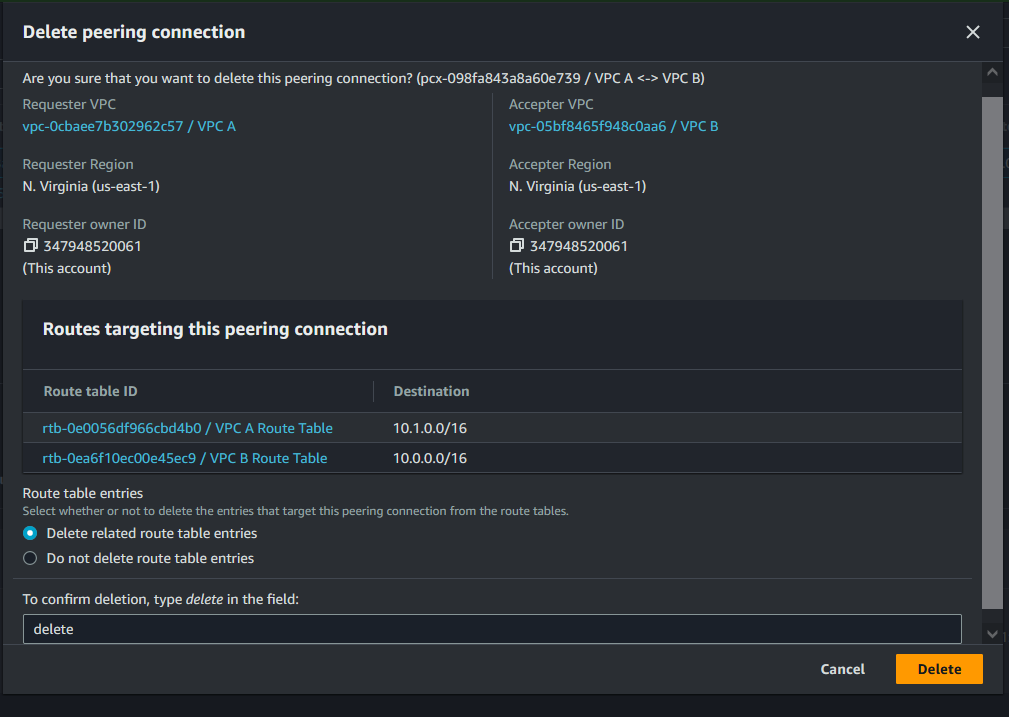 Delete peering connection
Are you sure that you want to delete this peering connection? (pcx-098fa843a8a60e739 / VPC A <-> VPC B)
Requester VPC
vpc-0cbaee7b302962c57 / VPC A
Accepter VPC
vpc-05bf8465f948c0aa6 / VPC B
Requester Region
N. Virginia (us-east-1)
Accepter Region
N. Virginia (us-east-1)
Requester owner ID
347948520061
(This account)
Accepter owner ID
347948520061
(This account)
Routes targeting this peering connection
Route table ID Destination
rtb-0e0056df966cbd4b0 / VPC A Route Table 10.1.0.0/16
rtb-0ea6f10ec00e45ec9 / VPC B Route Table 10.0.0.0/16
Route table entries
Select whether or not to delete the entries that target this peering connection from the route tables.
Delete related route table entries
Do not delete route table entries
To confirm deletion, type delete in the field:
delete
Cancel Delete